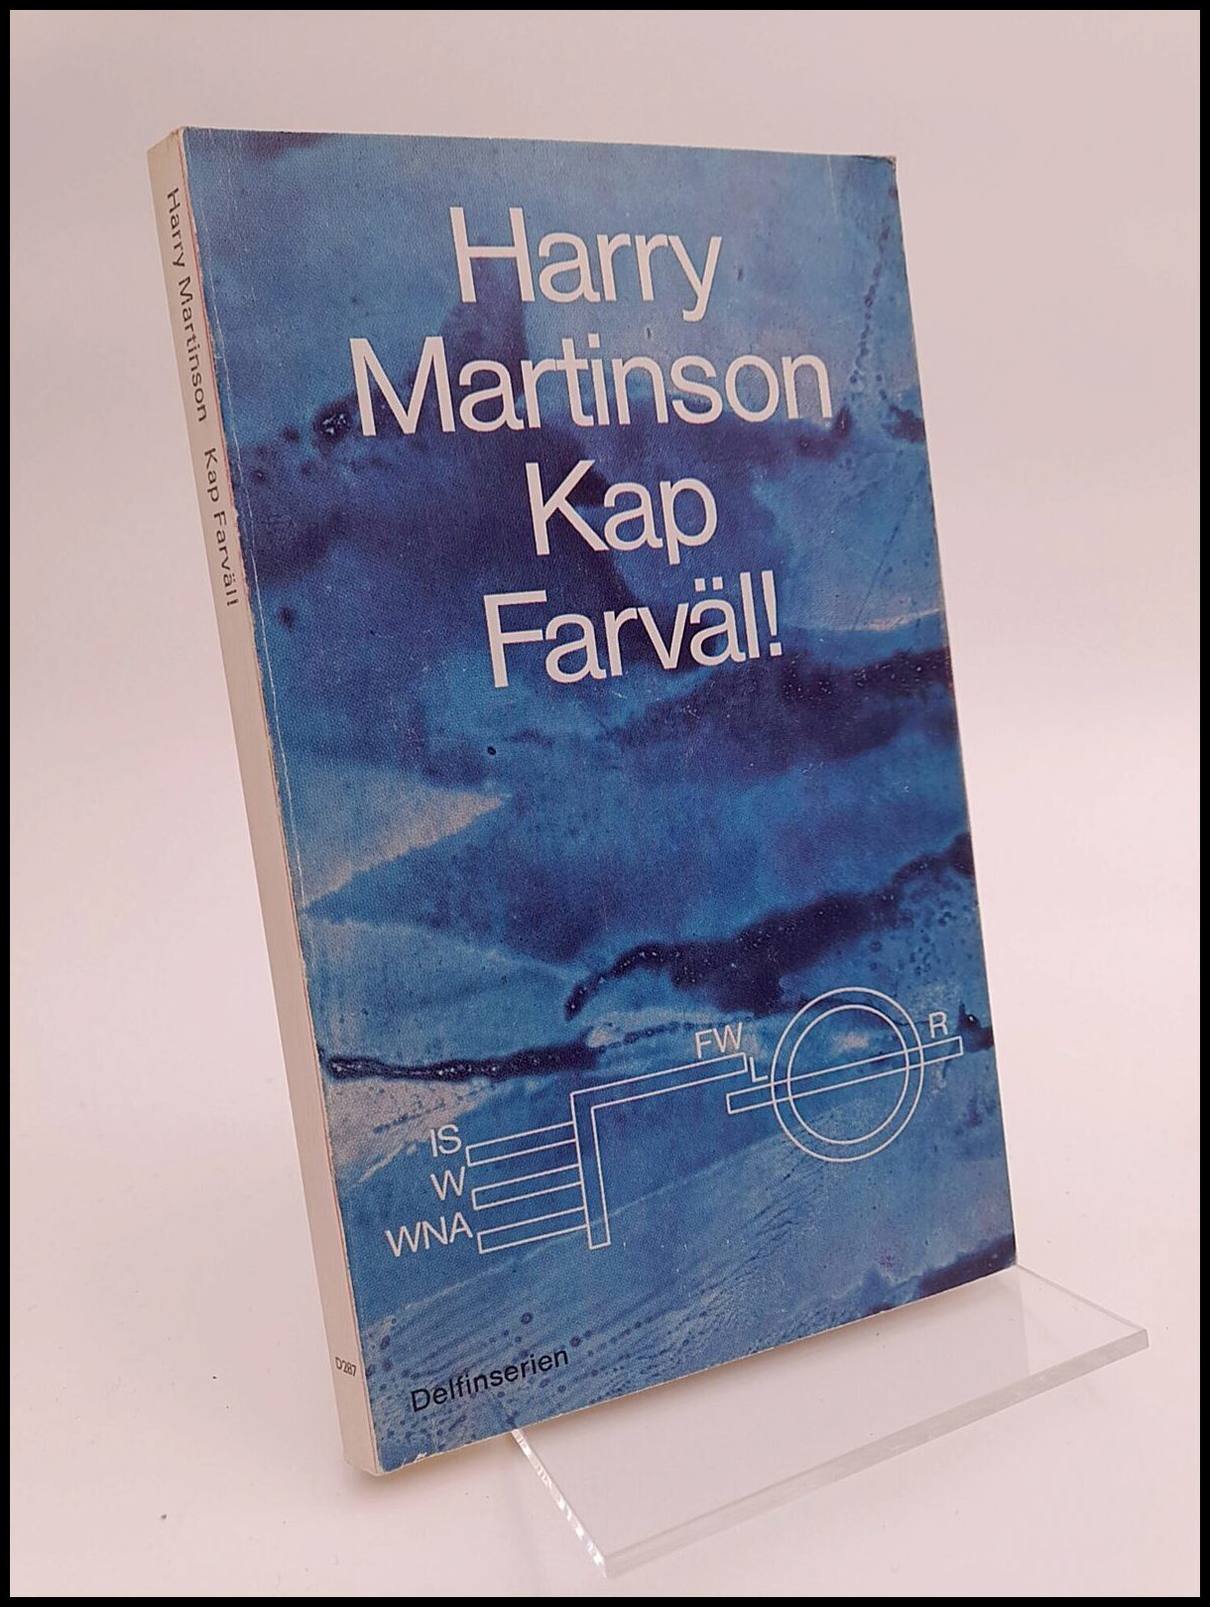 Harry
Martinson
Kap
Farväl!
FW
L
R
IS
W
WNA
Delfinserien
Harry Martinson Kap Farväl!
D287